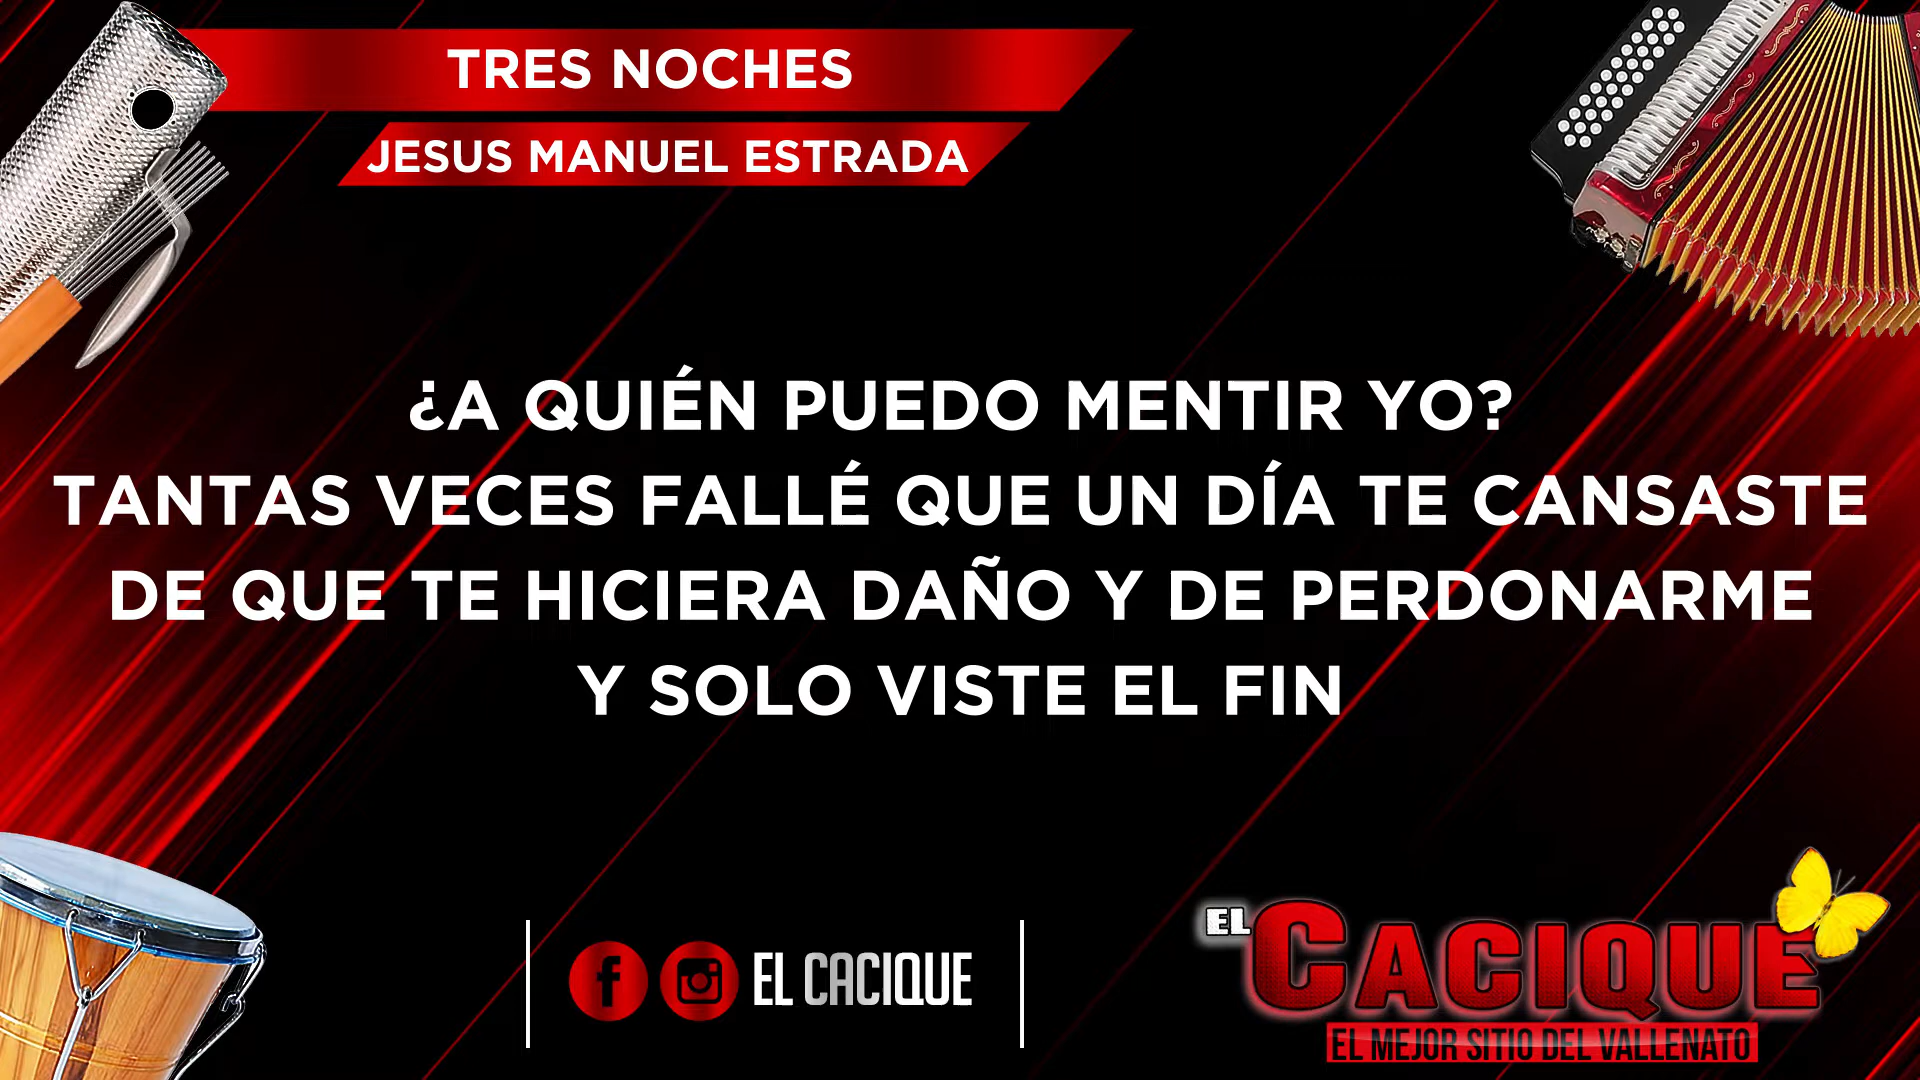 TRES NOCHES
JESUS MANUEL ESTRADA
¿A QUIÉN PUEDO MENTIR YO?
TANTAS VECES FALLÉ QUE UN DÍA TE CANSASTE
DE QUE TE HICIERA DAÑO Y DE PERDONARME
Y SOLO VISTE EL FIN
EL CACIQUE
EL CACIQUE
EL MEJOR SITIO DEL VALLENATO